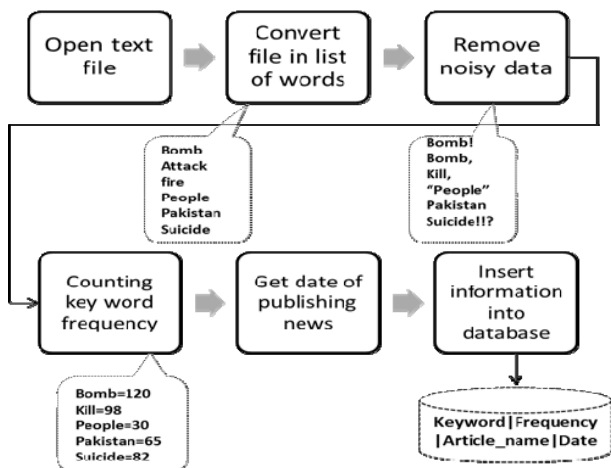 Open text
file
Convert
file in list
of words
Remove
noisy data
Bomb
Attack
fire
People
Pakistan
Suicide
Bomb!
Bomb,
Kill,
“People”
Pakistan
Suicide!!?
Counting
key word
frequency
Get date of
publishing
news
Insert
information
into
database
Bomb=120
Kill=98
People=30
Pakistan=65
Suicide=82
Keyword|Frequency
|Article_name|Date